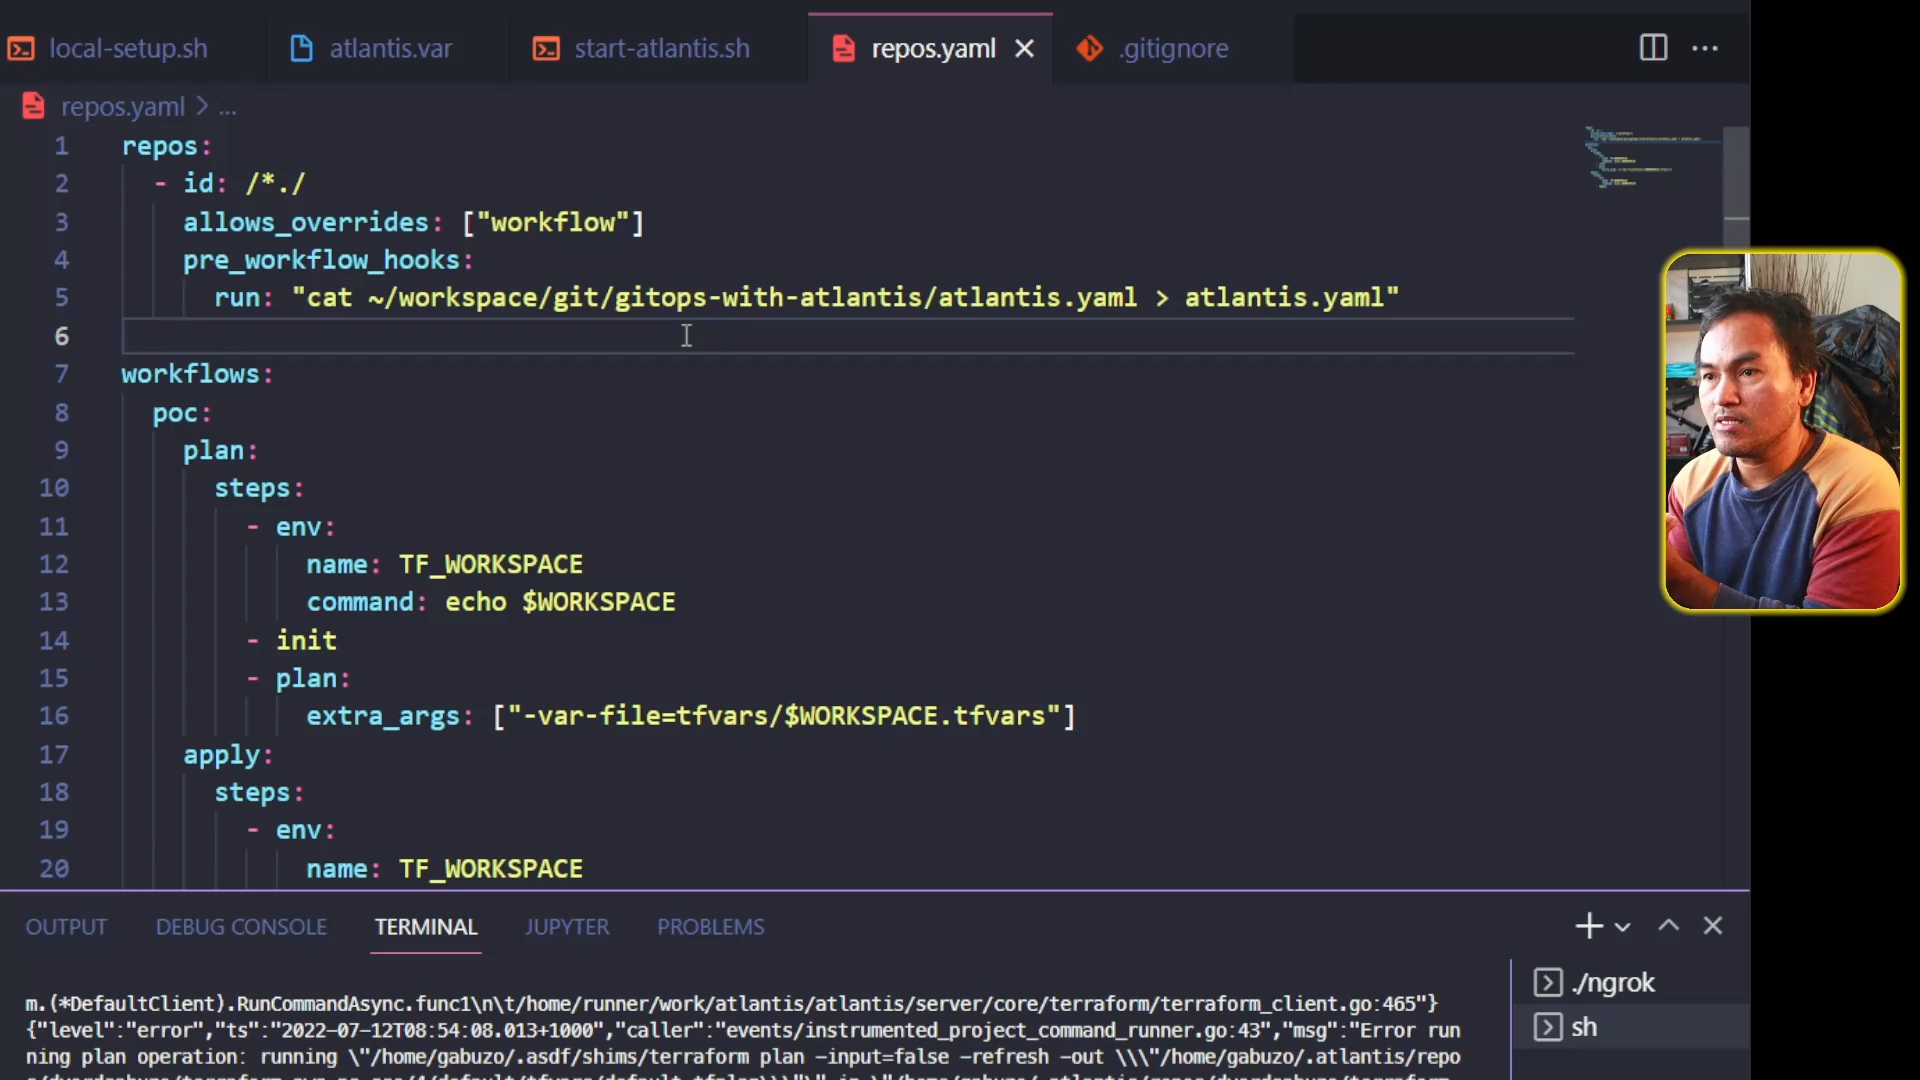 local-setup.sh atlantis.var start-atlantis.sh repos.yaml .gitignore
repos.yaml > ...
1 repos:
2 - id: /*./
3 allows_overrides: ["workflow"]
4 pre_workflow_hooks:
5 run: "cat ~/workspace/git/gitops-with-atlantis/atlantis.yaml > atlantis.yaml"
6
7 workflows:
8 poc:
9 plan:
10 steps:
11 - env:
12 name: TF_WORKSPACE
13 command: echo $WORKSPACE
14 - init
15 - plan:
16 extra_args: ["-var-file=tfvars/$WORKSPACE.tfvars"]
17 apply:
18 steps:
19 - env:
20 name: TF_WORKSPACE
OUTPUT DEBUG CONSOLE TERMINAL JUPYTER PROBLEMS
m.(*DefaultClient).RunCommandAsync.func1\n\t/home/runner/work/atlantis/atlantis/server/core/terraform/terraform_client.go:465"}
{"level":"error","ts":"2022-07-12T08:54:08.013+1000","caller":"events/instrumented_project_command_runner.go:43","msg":"Error run
ning plan operation: running \"/home/gabuzo/.asdf/shims/terraform plan -input=false -refresh -out \\\"/home/gabuzo/.atlantis/repo
./ngrok
sh